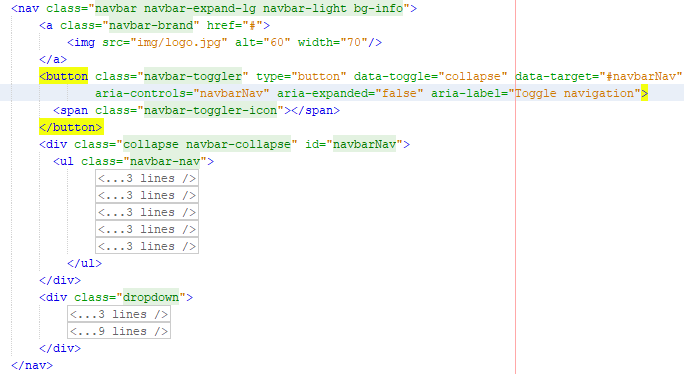 <nav class="navbar navbar-expand-lg navbar-light bg-info">
<a class="navbar-brand" href="#">
<img src="img/logo.jpg" alt="60" width="70"/>
</a>
<button class="navbar-toggler" type="button" data-toggle="collapse" data-target="#navbarNav"
aria-controls="navbarNav" aria-expanded="false" aria-label="Toggle navigation">
<span class="navbar-toggler-icon"></span>
</button>
<div class="collapse navbar-collapse" id="navbarNav">
<ul class="navbar-nav">
<...3 lines />
<...3 lines />
<...3 lines />
<...3 lines />
<...3 lines />
</ul>
</div>
<div class="dropdown">
<...3 lines />
<...9 lines />
</div>
</nav>